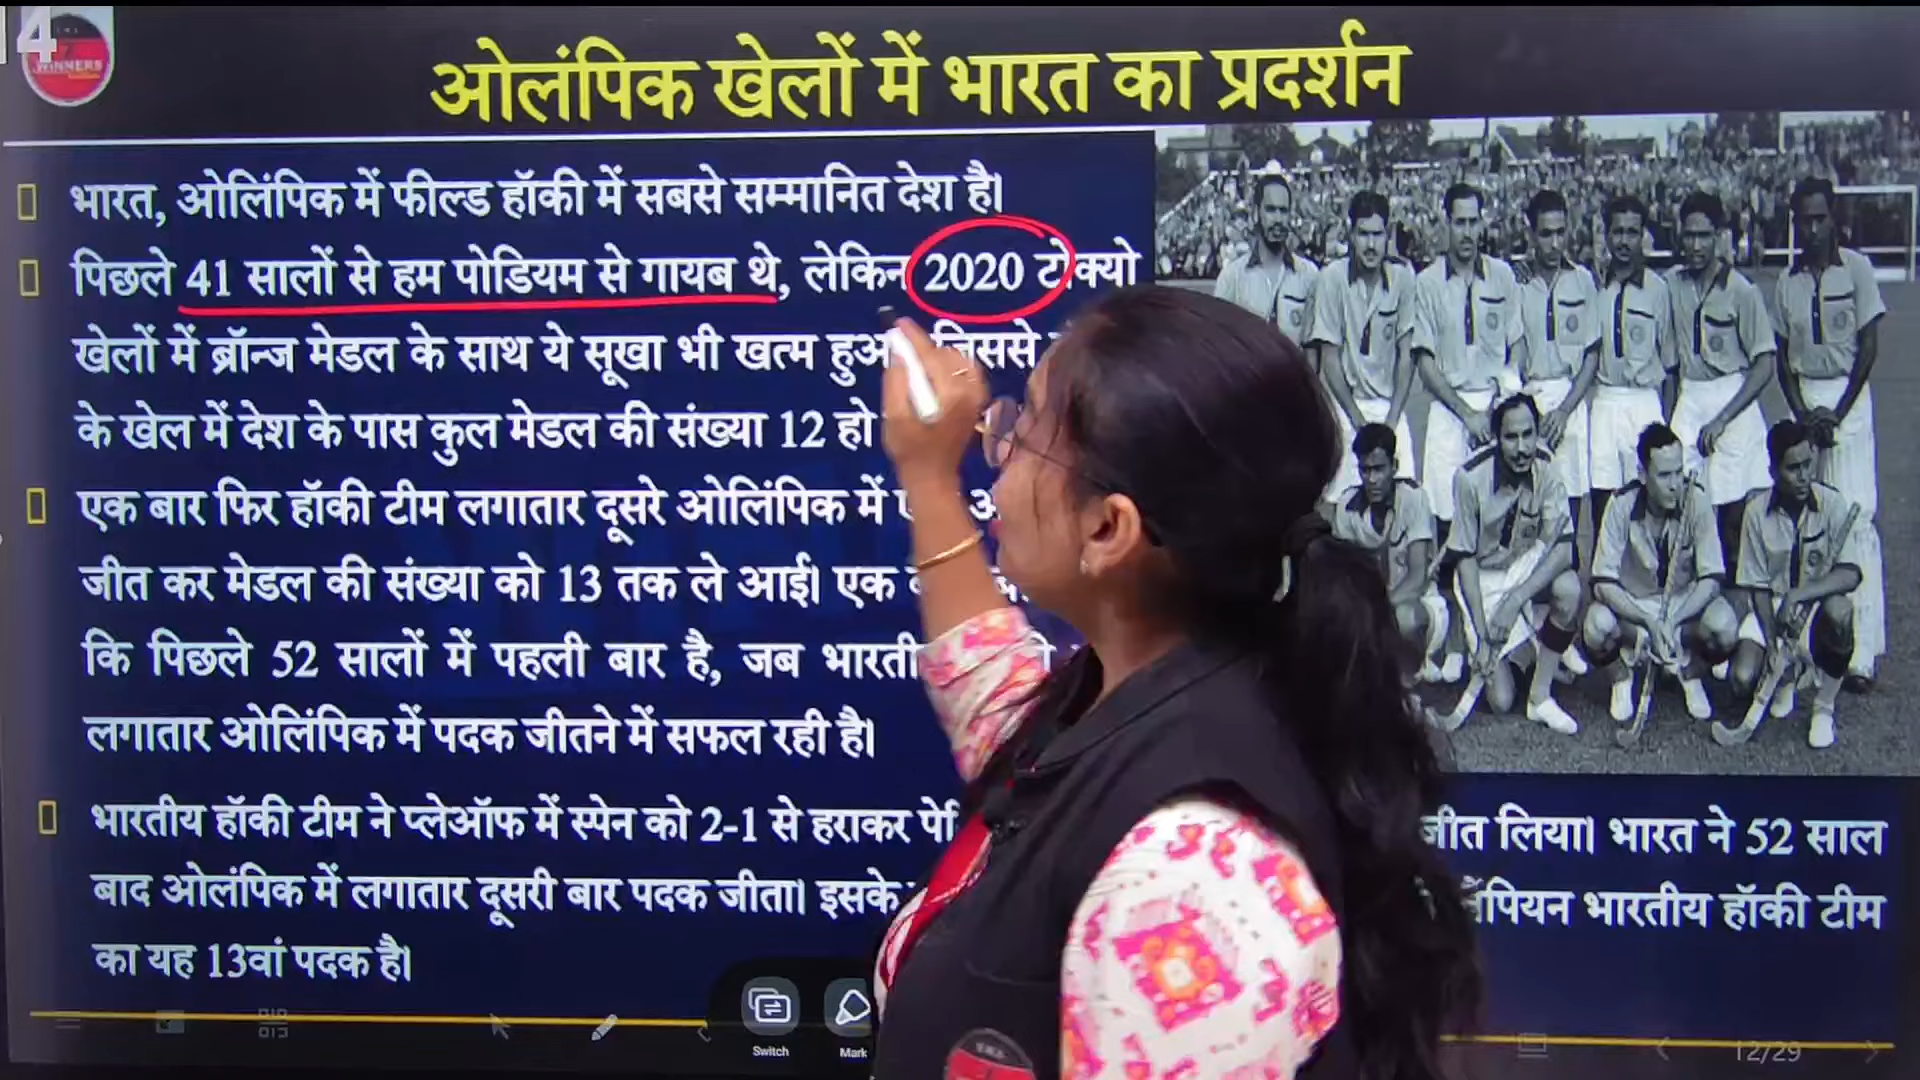 4
WINNERS
ओलंपिक खेलों में भारत का प्रदर्शन
भारत, ओलिंपिक में फील्ड हॉकी में सबसे सम्मानित देश है।
पिछले 41 सालों से हम पोडियम से गायब थे, लेकिन 2020 टोक्यो
खेलों में ब्रॉन्ज मेडल के साथ ये सूखा भी खत्म जिससे
के खेल में देश के पास कुल मेडल की संख्या 12 हो
एक बार फिर हॉकी टीम लगातार दूसरे ओलिंपिक में
जीत कर मेडल की संख्या को 13 तक ले आई। एक
कि पिछले 52 सालों में पहली बार है, जब
लगातार ओलिंपिक में पदक जीतने में सफल रही है।
भारतीय हॉकी टीम ने प्लेऑफ में स्पेन को 2-1 से हराकर जीत लिया। भारत ने 52 साल
बाद ओलंपिक में लगातार दूसरी बार पदक जीता। इसके भारतीय हॉकी टीम
का यह 13वां पदक है।
Switch
Mark
12/29